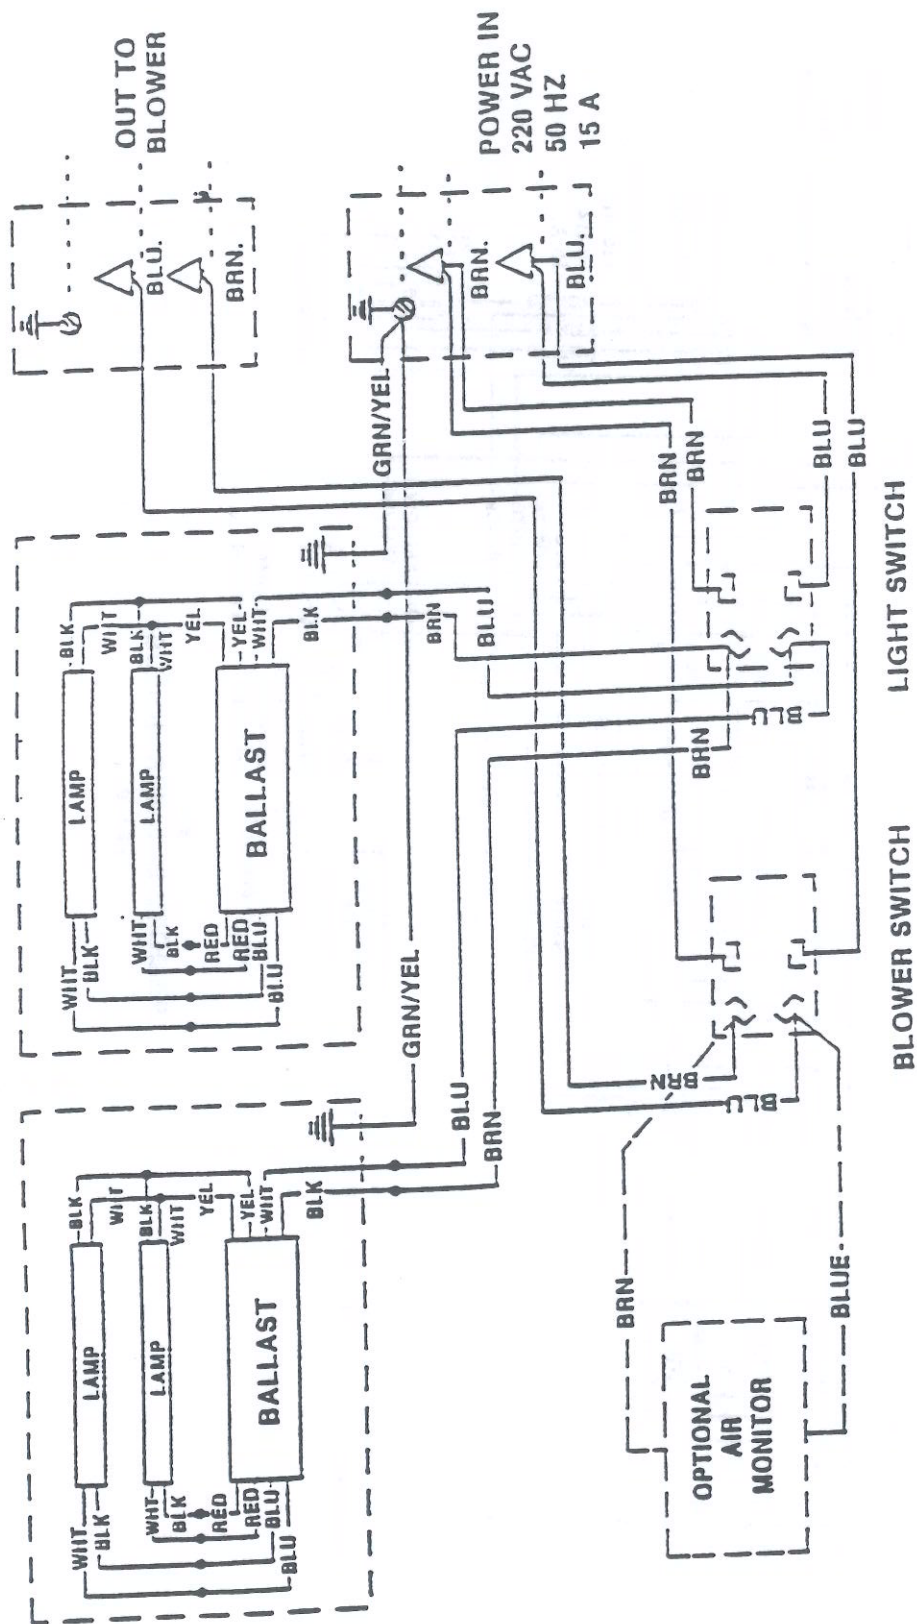 WHT
BLK
LAMP
BLK
WHT
WHT
BLK
LAMP
BLK
WHT
YEL
RED
RED
BLU
BLU
BALLAST
YEL
WHT
BLK
WHT
BLK
LAMP
BLK
WHT
WHT
BLK
LAMP
BLK
WHT
YEL
RED
RED
BLU
BLU
BALLAST
YEL
WHT
BLK
OUT TO
BLOWER
BLU.
BRN.
GRN/YEL
GRN/YEL
BLU
BRN
BRN
BLU
POWER IN
220 VAC
50 HZ
15 A
BRN.
BLU.
BRN
BRN
BLU
BLU
BRN
BLU
BRN
BLU
BRN
BLUE
OPTIONAL
AIR
MONITOR
BLOWER SWITCH
LIGHT SWITCH